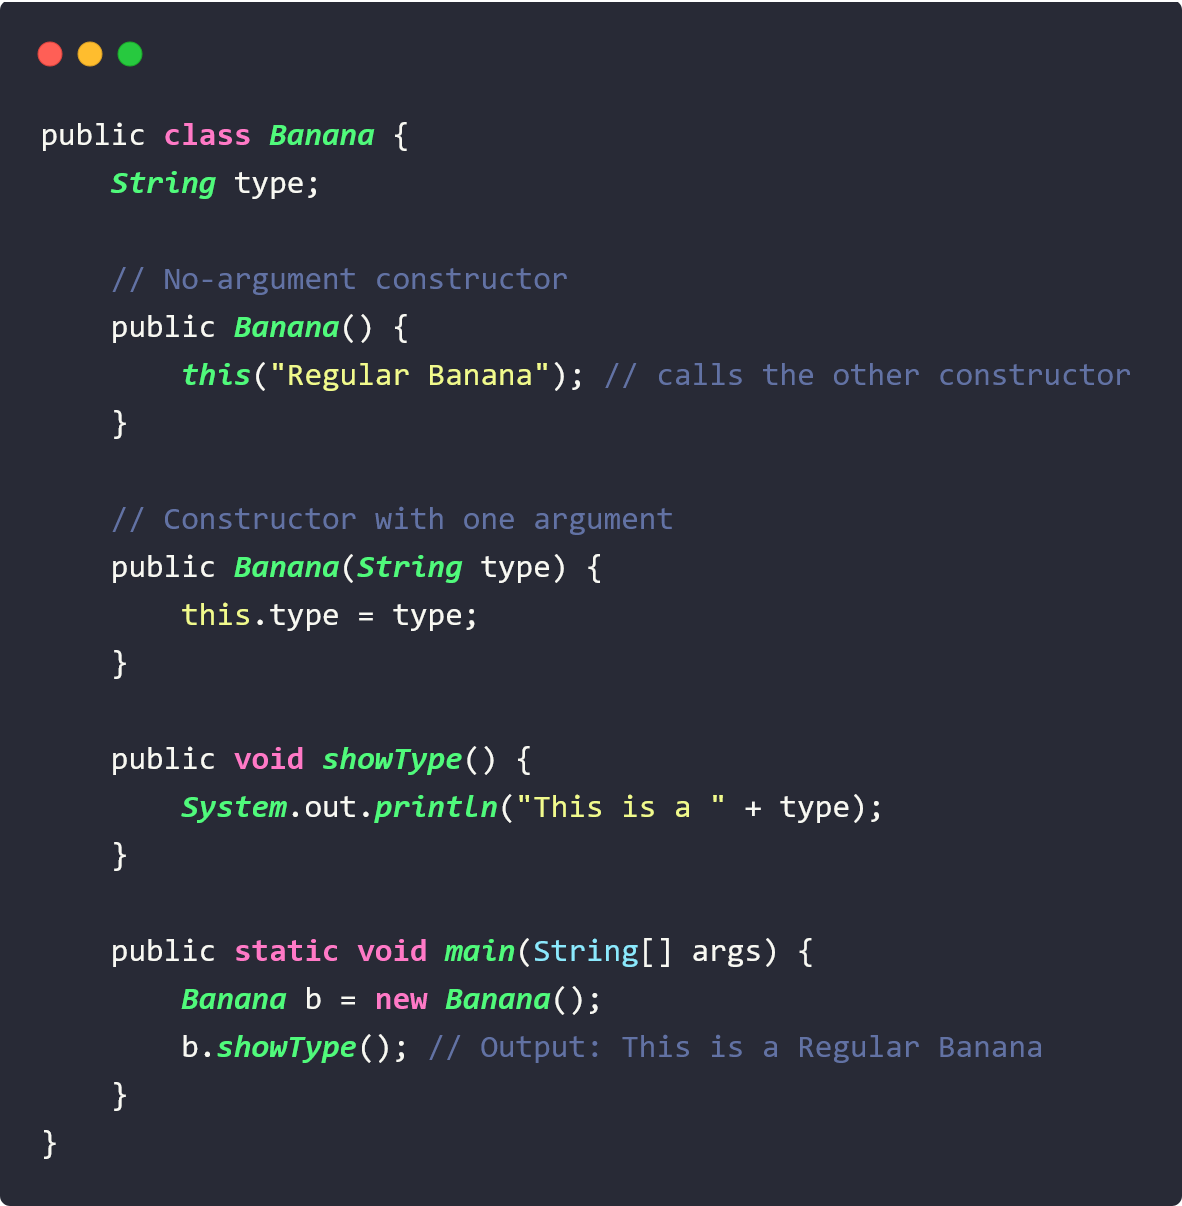 public class Banana {
    String type;

    // No-argument constructor
    public Banana() {
        this("Regular Banana"); // calls the other constructor
    }

    // Constructor with one argument
    public Banana(String type) {
        this.type = type;
    }

    public void showType() {
        System.out.println("This is a " + type);
    }

    public static void main(String[] args) {
        Banana b = new Banana();
        b.showType(); // Output: This is a Regular Banana
    }
}